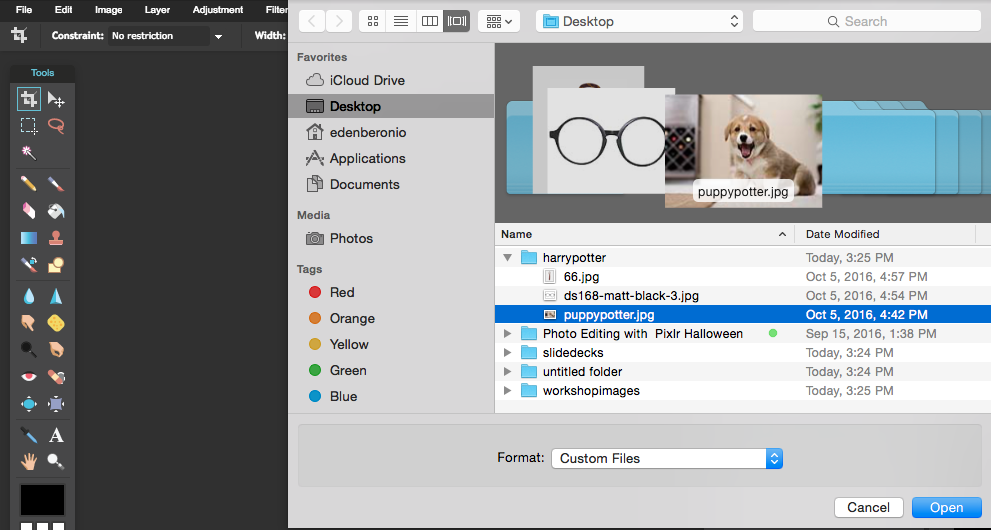 File Edit Image Layer Adjustment Filter
Constraint: No restriction Width:
Tools
A
Desktop
Search
Favorites
iCloud Drive
Desktop
edenberonio
Applications
Documents
Media
Photos
Tags
Red
Orange
Yellow
Green
Blue
puppypotter.jpg
Name Date Modified
harrypotter Today, 3:25 PM
66.jpg Oct 5, 2016, 4:57 PM
ds168-matt-black-3.jpg Oct 5, 2016, 4:54 PM
puppypotter.jpg Oct 5, 2016, 4:42 PM
Photo Editing with Pixlr Halloween Sep 15, 2016, 1:38 PM
slidedecks Today, 3:24 PM
untitled folder Today, 3:24 PM
workshopimages Today, 3:25 PM
Format: Custom Files
Cancel Open